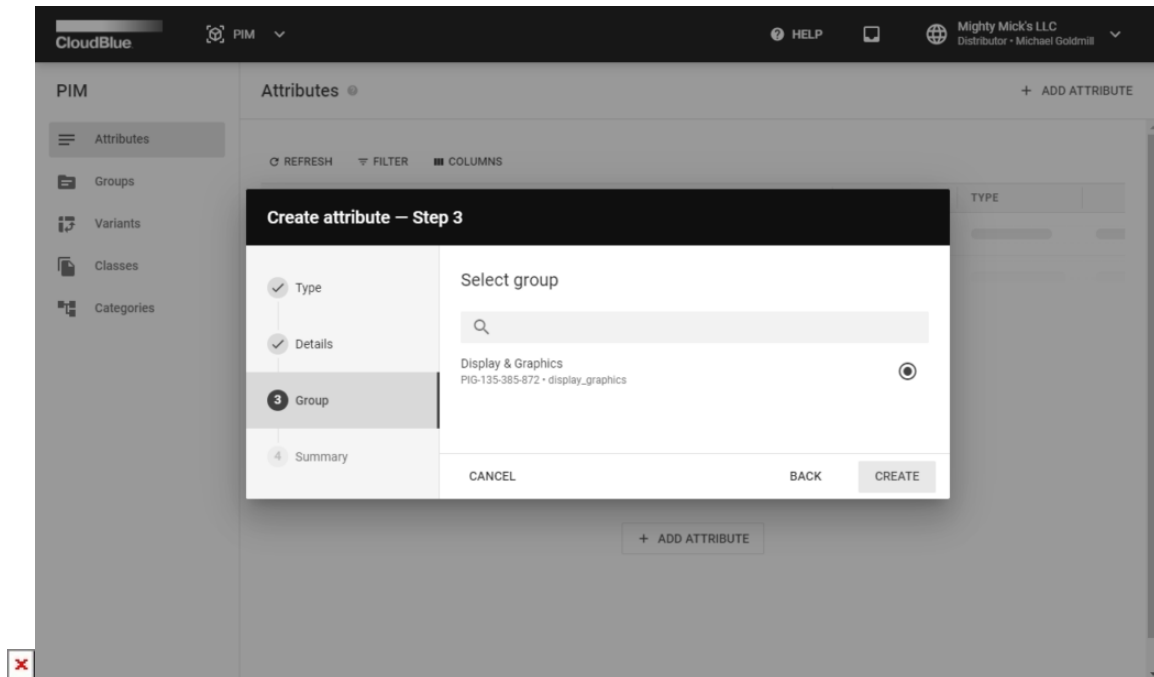 CloudBlue
PIM
HELP
Mighty Mick's LLC
Distributor • Michael Goldmill
PIM
Attributes
+ ADD ATTRIBUTE
Attributes
Groups
Variants
Classes
Categories
REFRESH
FILTER
COLUMNS
TYPE
Create attribute — Step 3
Type
Details
3 Group
4 Summary
Select group
Display & Graphics
PIG-135-385-872 • display_graphics
CANCEL
BACK
CREATE
+ ADD ATTRIBUTE